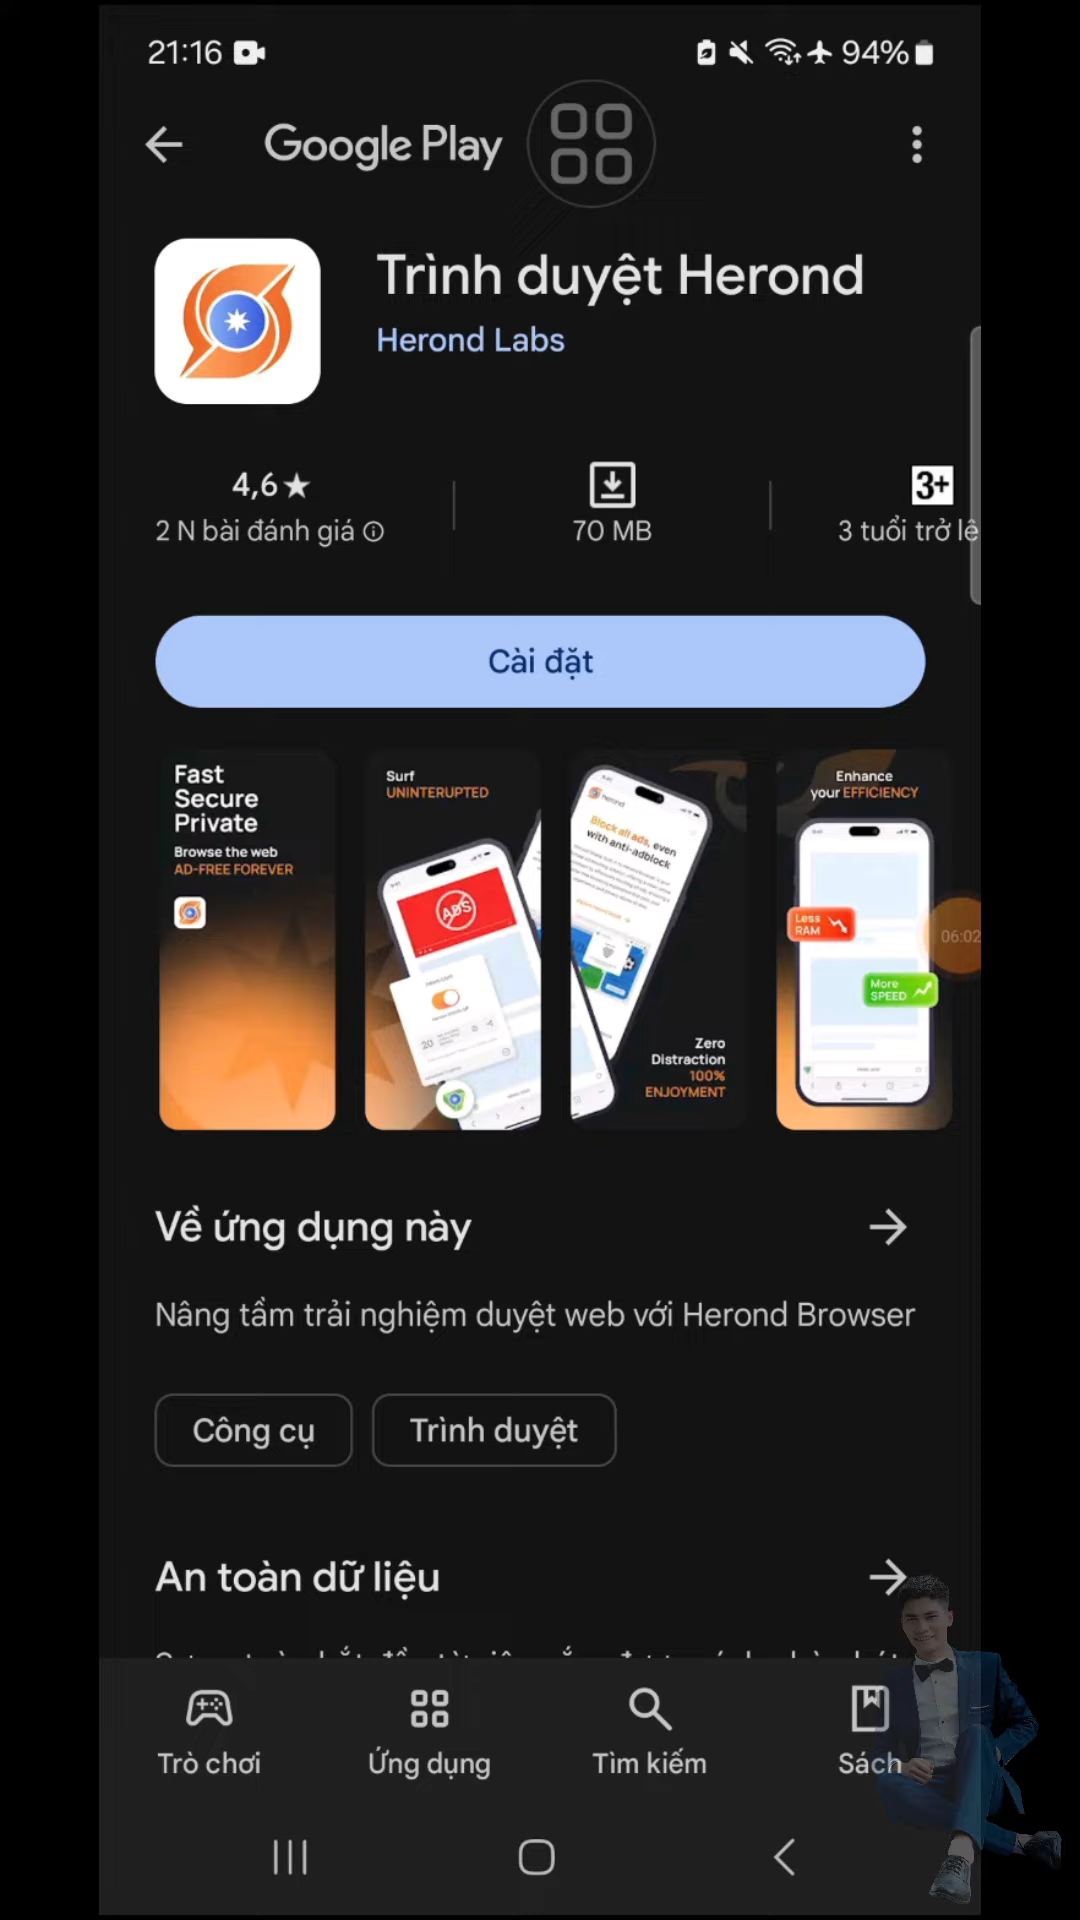 21:16
94%
Google Play
Trình duyệt Herond
Herond Labs
4,6★
2 N bài đánh giá
70 MB
3+
3 tuổi trở lê
Cài đặt
Fast
Secure
Private
Browse the web
AD-FREE FOREVER
Surf
UNINTERUPTED
ADS
20
Herond
Block all ads, even
with anti-adblock
Zero
Distraction
100%
ENJOYMENT
Enhance
your EFFICIENCY
Less
RAM
More
SPEED
06:02
Về ứng dụng này
Nâng tầm trải nghiệm duyệt web với Herond Browser
Công cụ
Trình duyệt
An toàn dữ liệu
Trò chơi
Ứng dụng
Tìm kiếm
Sách